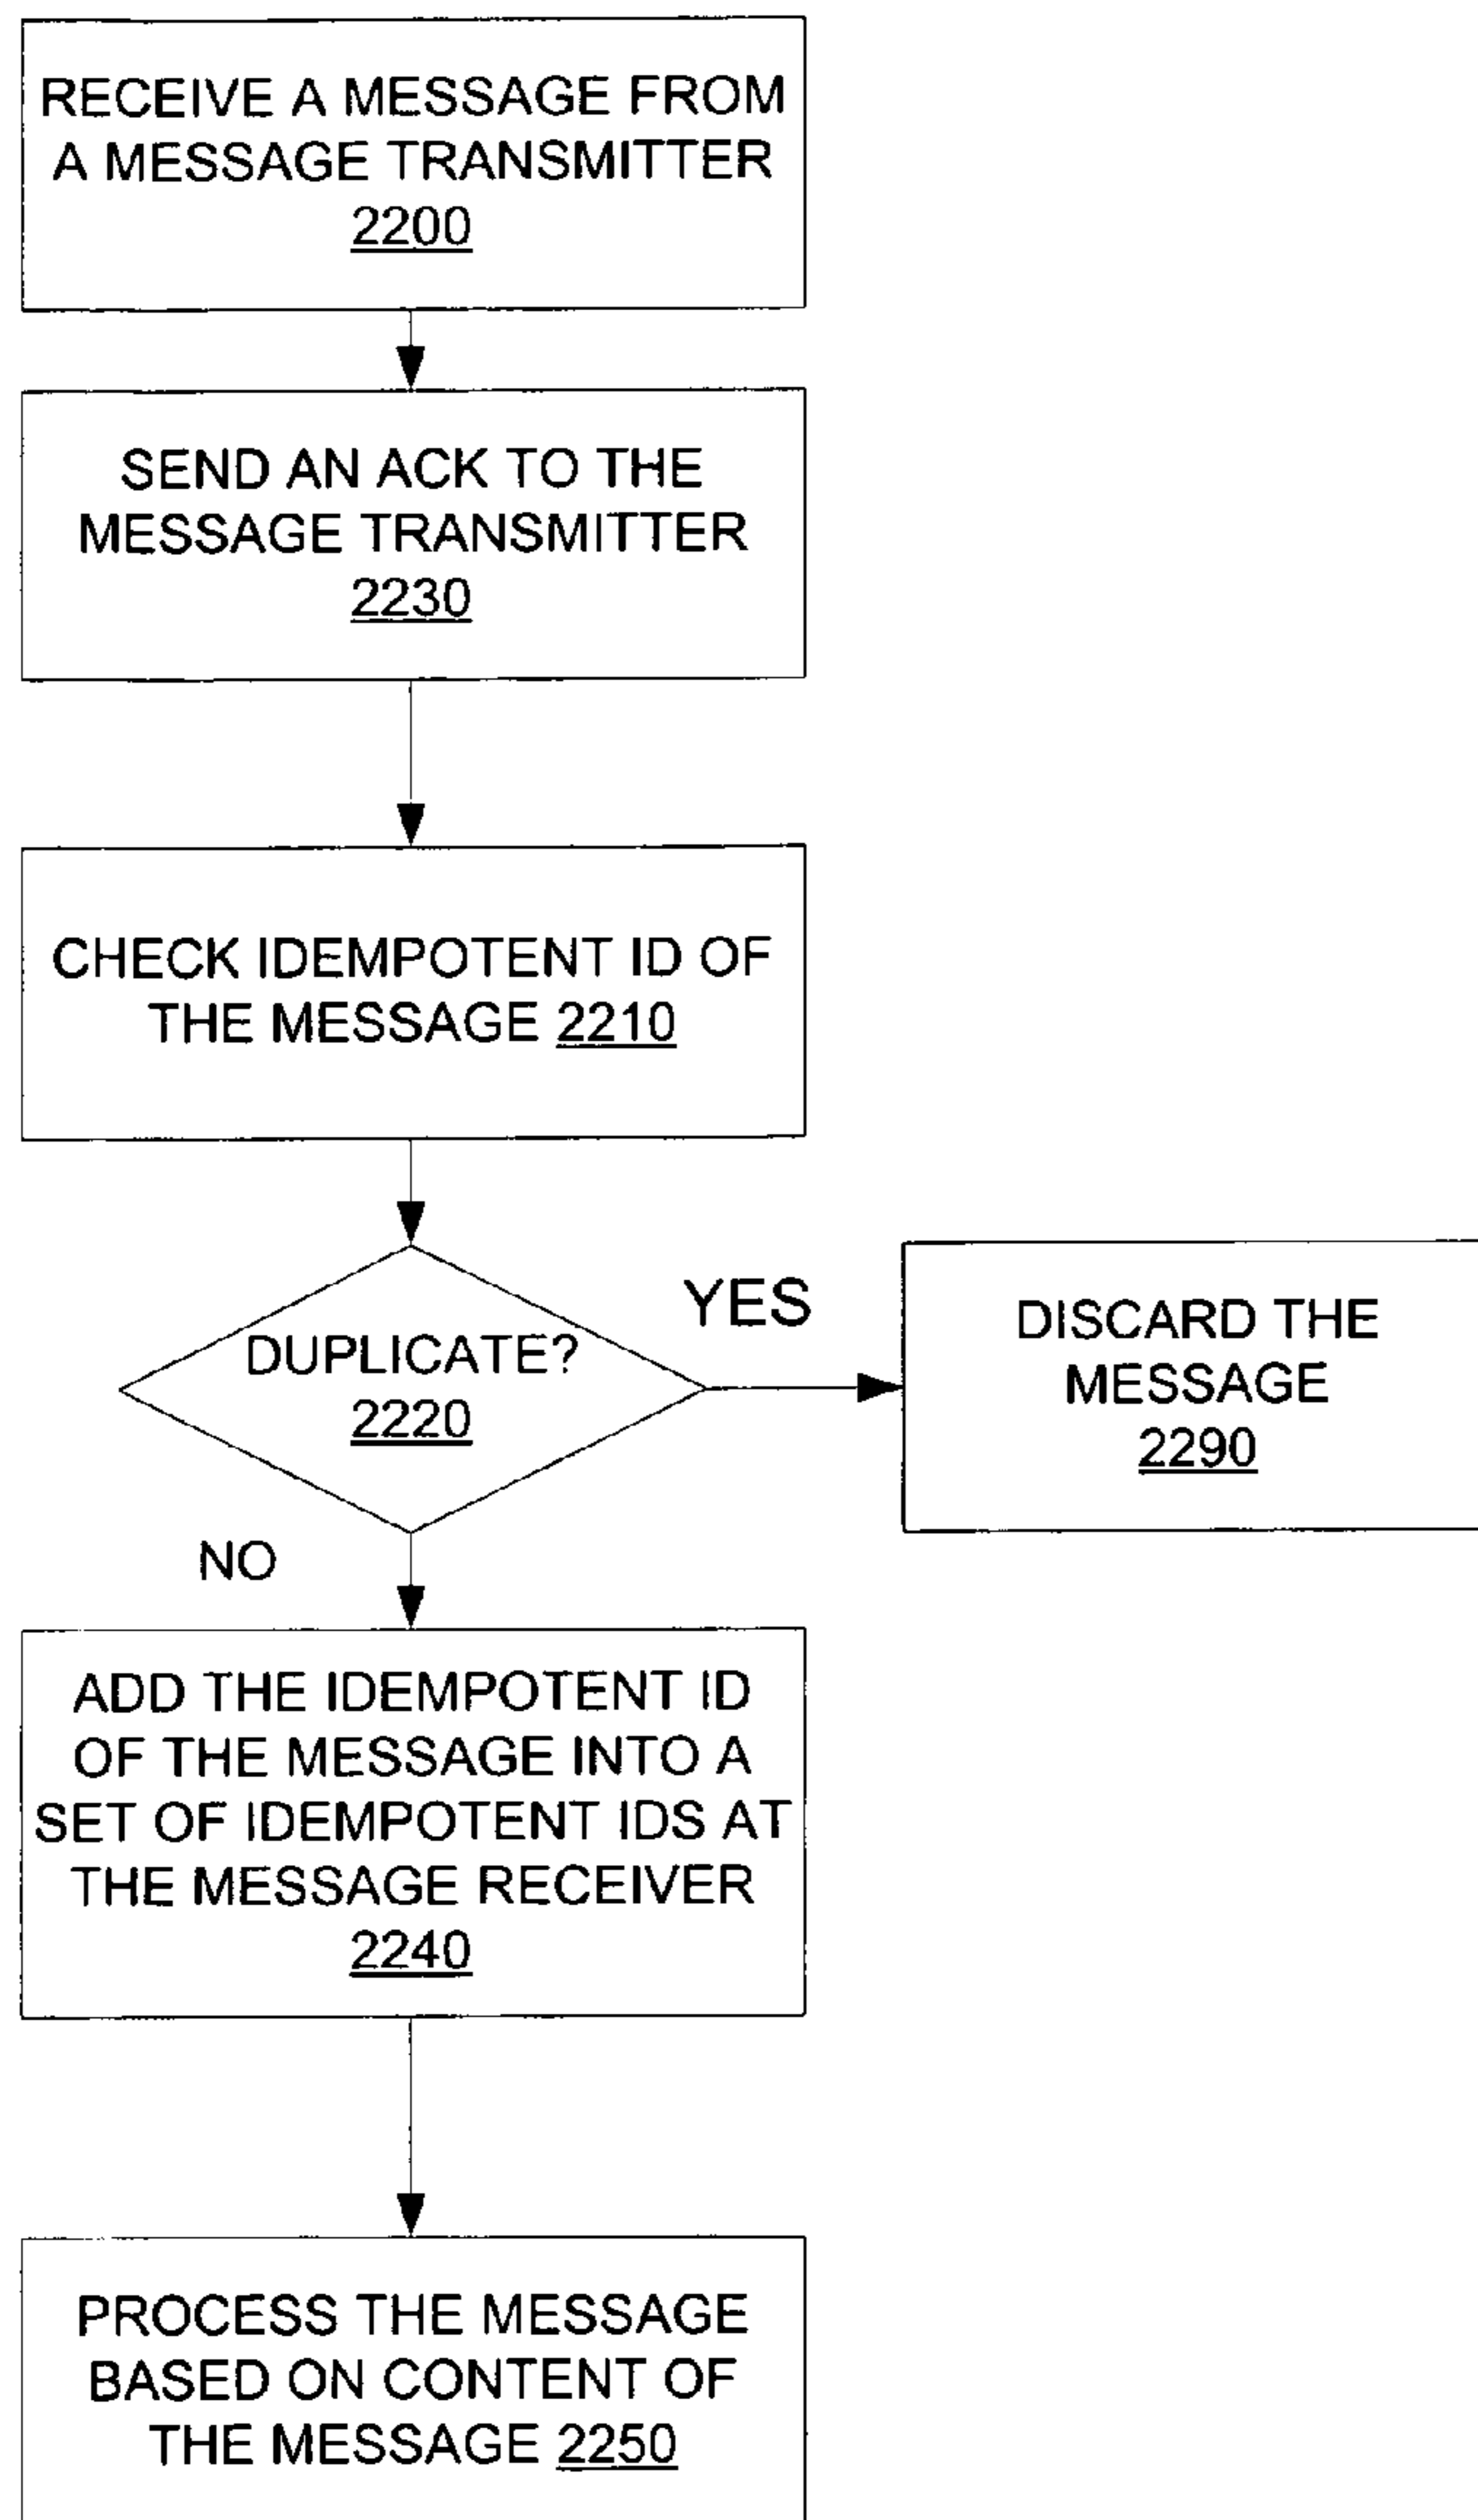 RECEIVE A MESSAGE FROM
A MESSAGE TRANSMITTER
2200
SEND AN ACK TO THE
MESSAGE TRANSMITTER
2230
CHECK IDEMPOTENT ID OF
THE MESSAGE 2210
DUPLICATE?
2220
YES
DISCARD THE
MESSAGE
2290
NO
ADD THE IDEMPOTENT ID
OF THE MESSAGE INTO A
SET OF IDEMPOTENT IDS AT
THE MESSAGE RECEIVER
2240
PROCESS THE MESSAGE
BASED ON CONTENT OF
THE MESSAGE 2250